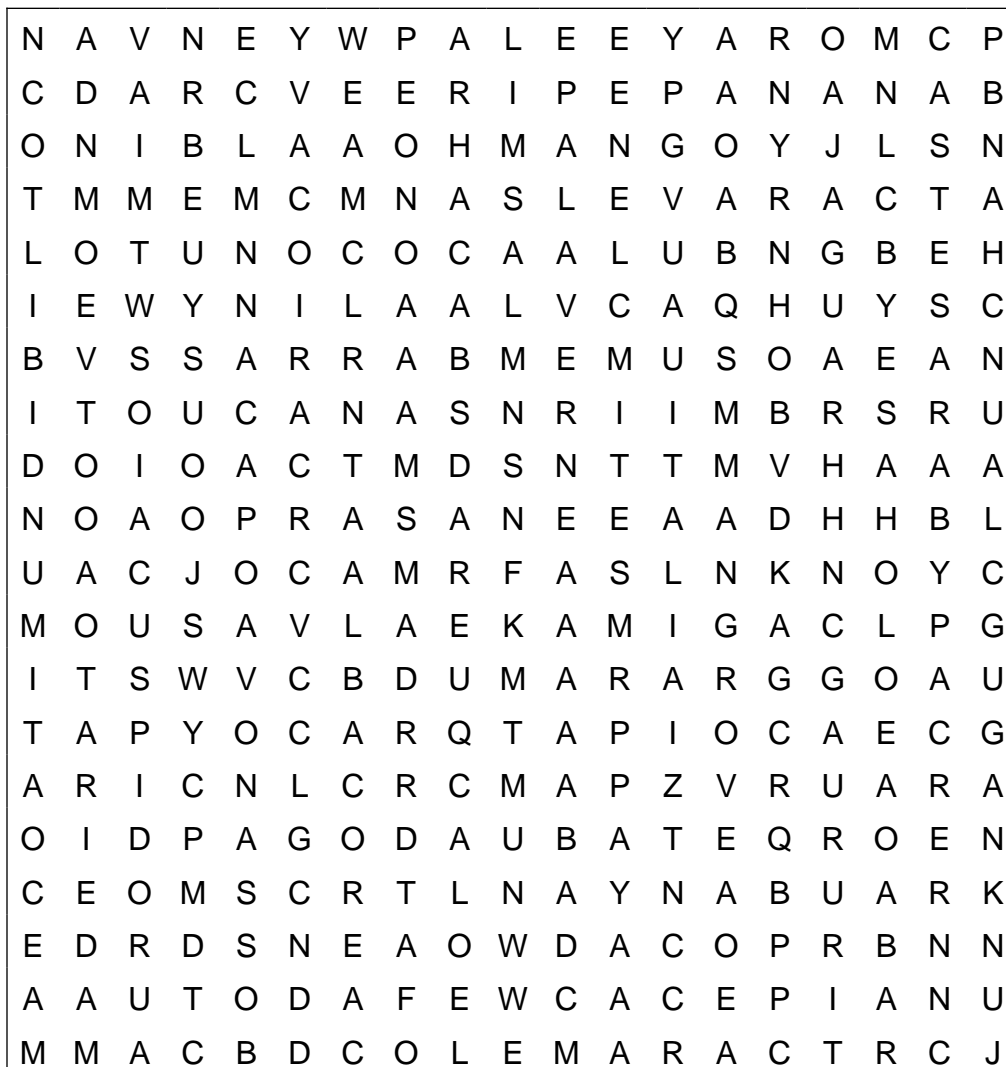 N A V N E Y W P A L E E Y A R O M C P
C D A R C V E E R I P E P A N A N A B
O N I B L A A O H M A N G O Y J L S N
T M M E M C M N A S L E V A R A C T A
L O T U N O C O C A A L U B N G B E H
I E W Y N I L A A L V C A Q H U Y S C
B V S S A R R A B M E M U S O A E A N
I T O U C A N A S N R I I M B R S R U
D O I O A C T M D S N T T M V H A A A
N O A O P R A S A N E E A A D H H B L
U A C J O C A M R F A S L N K N O Y C
M O U S A V L A E K A M I G A C L P G
I T S W V C B D U M A R A R G G O A U
T A P Y O C A R Q T A P I O C A E C G
A R I C N L C R C M A P Z V R U A R A
O I D P A G O D A U B A T E Q R O E N
C E O M S C R T L N A Y N A B U A R K
E D R D S N E A O W D A C O P R B N N
A A U T O D A F E W C A C E P I A N U
M M A C B D C O L E M A R A C T R C J